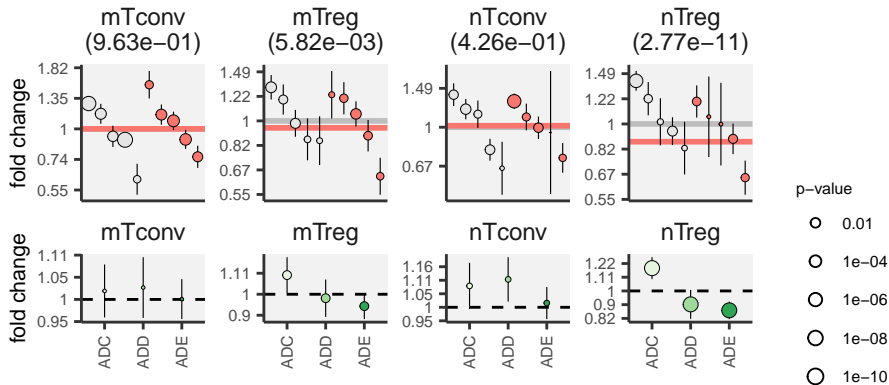 mTconv
(9.63e−01)
mTreg
(5.82e−03)
nTconv
(4.26e−01)
nTreg
(2.77e−11)
fold change
1.82
1.35
1
0.74
0.55
1.49
1.22
1
0.82
0.67
0.55
1.49
1
0.67
1.49
1.22
1
0.82
0.67
0.55
mTconv
mTreg
nTconv
nTreg
fold change
1.11
1.05
1
0.95
1.11
1
0.9
1.16
1.11
1.05
1
0.95
1.22
1.11
1
0.9
0.82
ADC
ADD
ADE
ADC
ADD
ADE
ADC
ADD
ADE
ADC
ADD
ADE
p−value
0.01
1e−04
1e−06
1e−08
1e−10